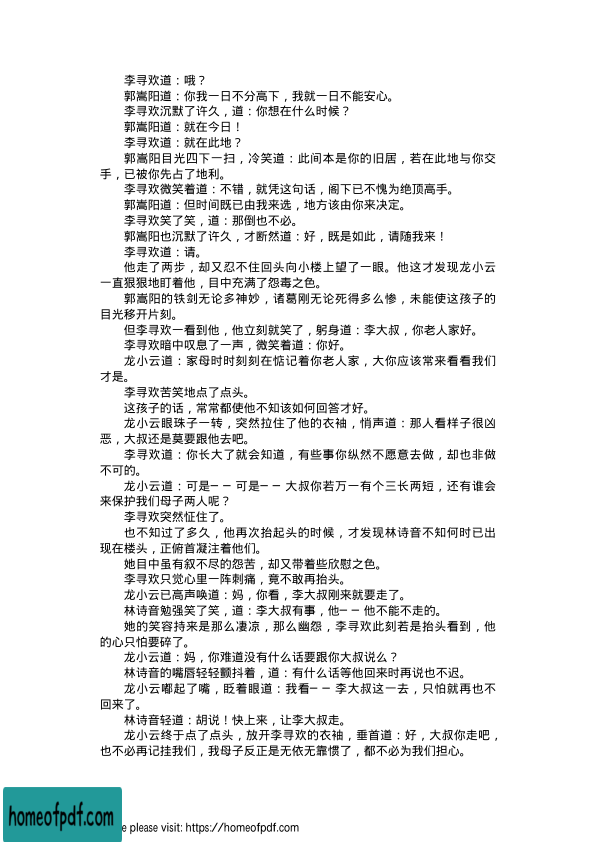 李寻欢道：哦？
郭嵩阳道：你我一日不分高下，我就一日不能安心。
李寻欢沉默了许久，道：你想在什么时候？
郭嵩阳道：就在今日！
李寻欢道：就在此地？
郭嵩阳目光四下一扫，冷笑道：此间本是你的旧居，若在此地与你交
手，已被你先占了地利。
李寻欢微笑着道：不错，就凭这句话，阁下已不愧为绝顶高手。
郭嵩阳道：但时间既已由我来选，地方该由你来决定。
李寻欢笑了笑，道：那倒也不必。
郭嵩阳也沉默了许久，才断然道：好，既是如此，请随我来！
李寻欢道：请。
他走了两步，却又忍不住回头向小楼上望了一眼。他这才发现龙小云
一直狠狠地盯着他，目中充满了怨毒之色。
郭嵩阳的铁剑无论多神妙，诸葛刚无论死得多么惨，未能使这孩子的
目光移开片刻。
但李寻欢一看到他，他立刻就笑了，躬身道：李大叔，你老人家好。
李寻欢暗中叹息了一声，微笑着道：你好。
龙小云道：家母时时刻刻在惦记着你老人家，大你应该常来看看我们
才是。
李寻欢苦笑地点了点头。
这孩子的话，常常都使他不知该如何回答才好。
龙小云眼珠子一转，突然拉住了他的衣袖，悄声道：那人看样子很凶
恶，大叔还是莫要跟他去吧。
李寻欢道：你长大了就会知道，有些事你纵然不愿意去做，却也非做
不可的。
龙小云道：可是——可是——大叔你若万一有个三长两短，还有谁会
来保护我们母子两人呢？
李寻欢突然怔住了。
也不知过了多久，他再次抬起头的时候，才发现林诗音不知何时已出
现在楼头，正俯首凝注着他们。
她目中虽有叙不尽的怨苦，却又带着些欣慰之色。
李寻欢只觉心里一阵刺痛，竟不敢再抬头。
龙小云已高声唤道：妈，你看，李大叔刚来就要走了。
林诗音勉强笑了笑，道：李大叔有事，他——他不能不走的。
她的笑容持来是那么凄凉，那么幽怨，李寻欢此刻若是抬头看到，他
的心只怕要碎了。
龙小云道：妈，你难道没有什么话要跟你大叔说么？
林诗音的嘴唇轻轻颤抖着，道：有什么话等他回来时再说也不迟。
龙小云嘟起了嘴，眨着眼道：我看——李大叔这一去，只怕就再也不
回来了。
林诗音轻道：胡说！快上来，让李大叔走。
龙小云终于点了点头，放开李寻欢的衣袖，垂首道：好，大叔你走吧，
也不必再记挂我们，我母子反正是无依无靠惯了，都不必为我们担心。
homeofpdf.com
e please visit: https://homeofpdf.com